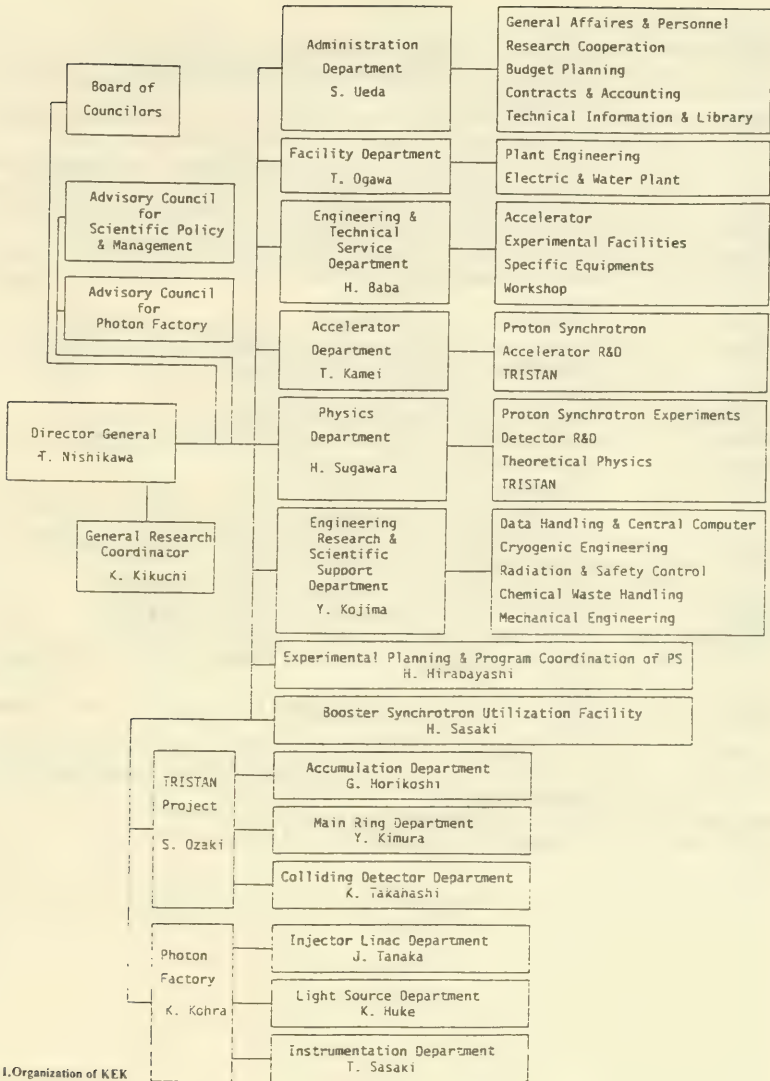 Board of
Councilors
Advisory Council
for
Scientific Policy
& Management
Advisory Council
for
Photon Factory
Director General
T. Nishikawa
General Research
Coordinator
K. Kikuchi
Administration
Department
S. Ueda
General Affaires & Personnel
Research Cooperation
Budget Planning
Contracts & Accounting
Technical Information & Library
Facility Department
T. Ogawa
Plant Engineering
Electric & Water Plant
Engineering &
Technical
Service
Department
H. Baba
Accelerator
Experimental Facilities
Specific Equipments
Workshop
Accelerator
Department
T. Kamei
Proton Synchrotron
Accelerator R&D
TRISTAN
Physics
Department
H. Sugawara
Proton Synchrotron Experiments
Detector R&D
Theoretical Physics
TRISTAN
Engineering
Research &
Scientific
Support
Department
Y. Kojima
Data Handling & Central Computer
Cryogenic Engineering
Radiation & Safety Control
Chemical Waste Handling
Mechanical Engineering
Experimental Planning & Program Coordination of PS
H. Hirabayashi
Booster Synchrotron Utilization Facility
H. Sasaki
TRISTAN
Project
S. Ozaki
Accumulation Department
G. Horikoshi
Main Ring Department
Y. Kimura
Colliding Detector Department
K. Takahashi
Photon
Factory
K. Kohra
Injector Linac Department
J. Tanaka
Light Source Department
K. Huke
Instrumentation Department
T. Sasaki
1.Organization of KEK